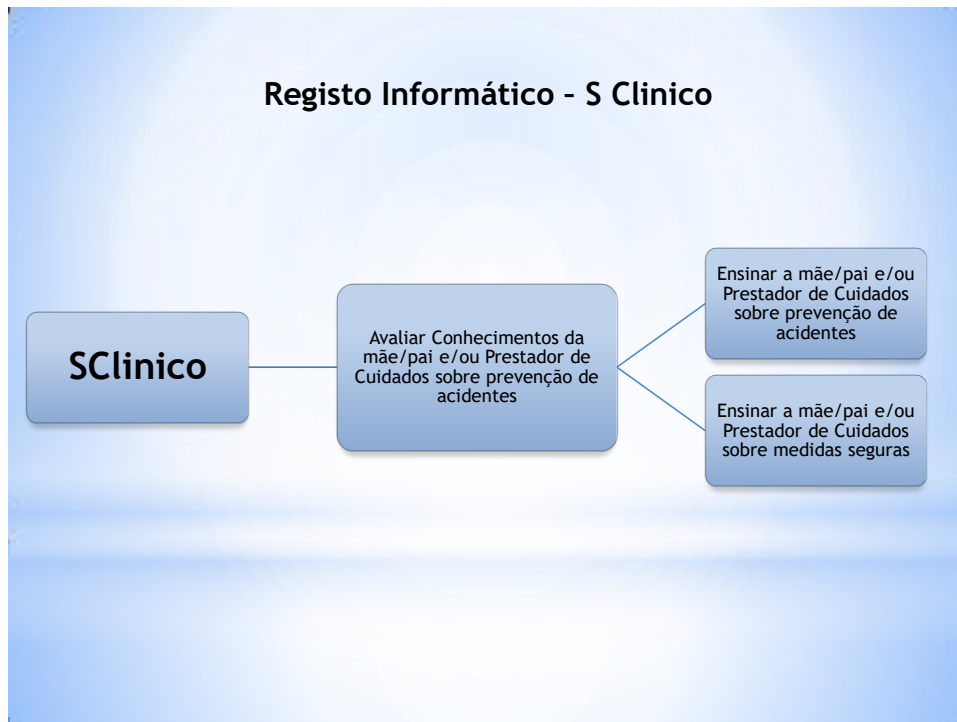 Registo Informático – S Clinico
SClinico
Avaliar Conhecimentos da
mãe/pai e/ou Prestador de
Cuidados sobre prevenção de
acidentes
Ensinar a mãe/pai e/ou
Prestador de Cuidados
sobre prevenção de
acidentes
Ensinar a mãe/pai e/ou
Prestador de Cuidados
sobre medidas seguras